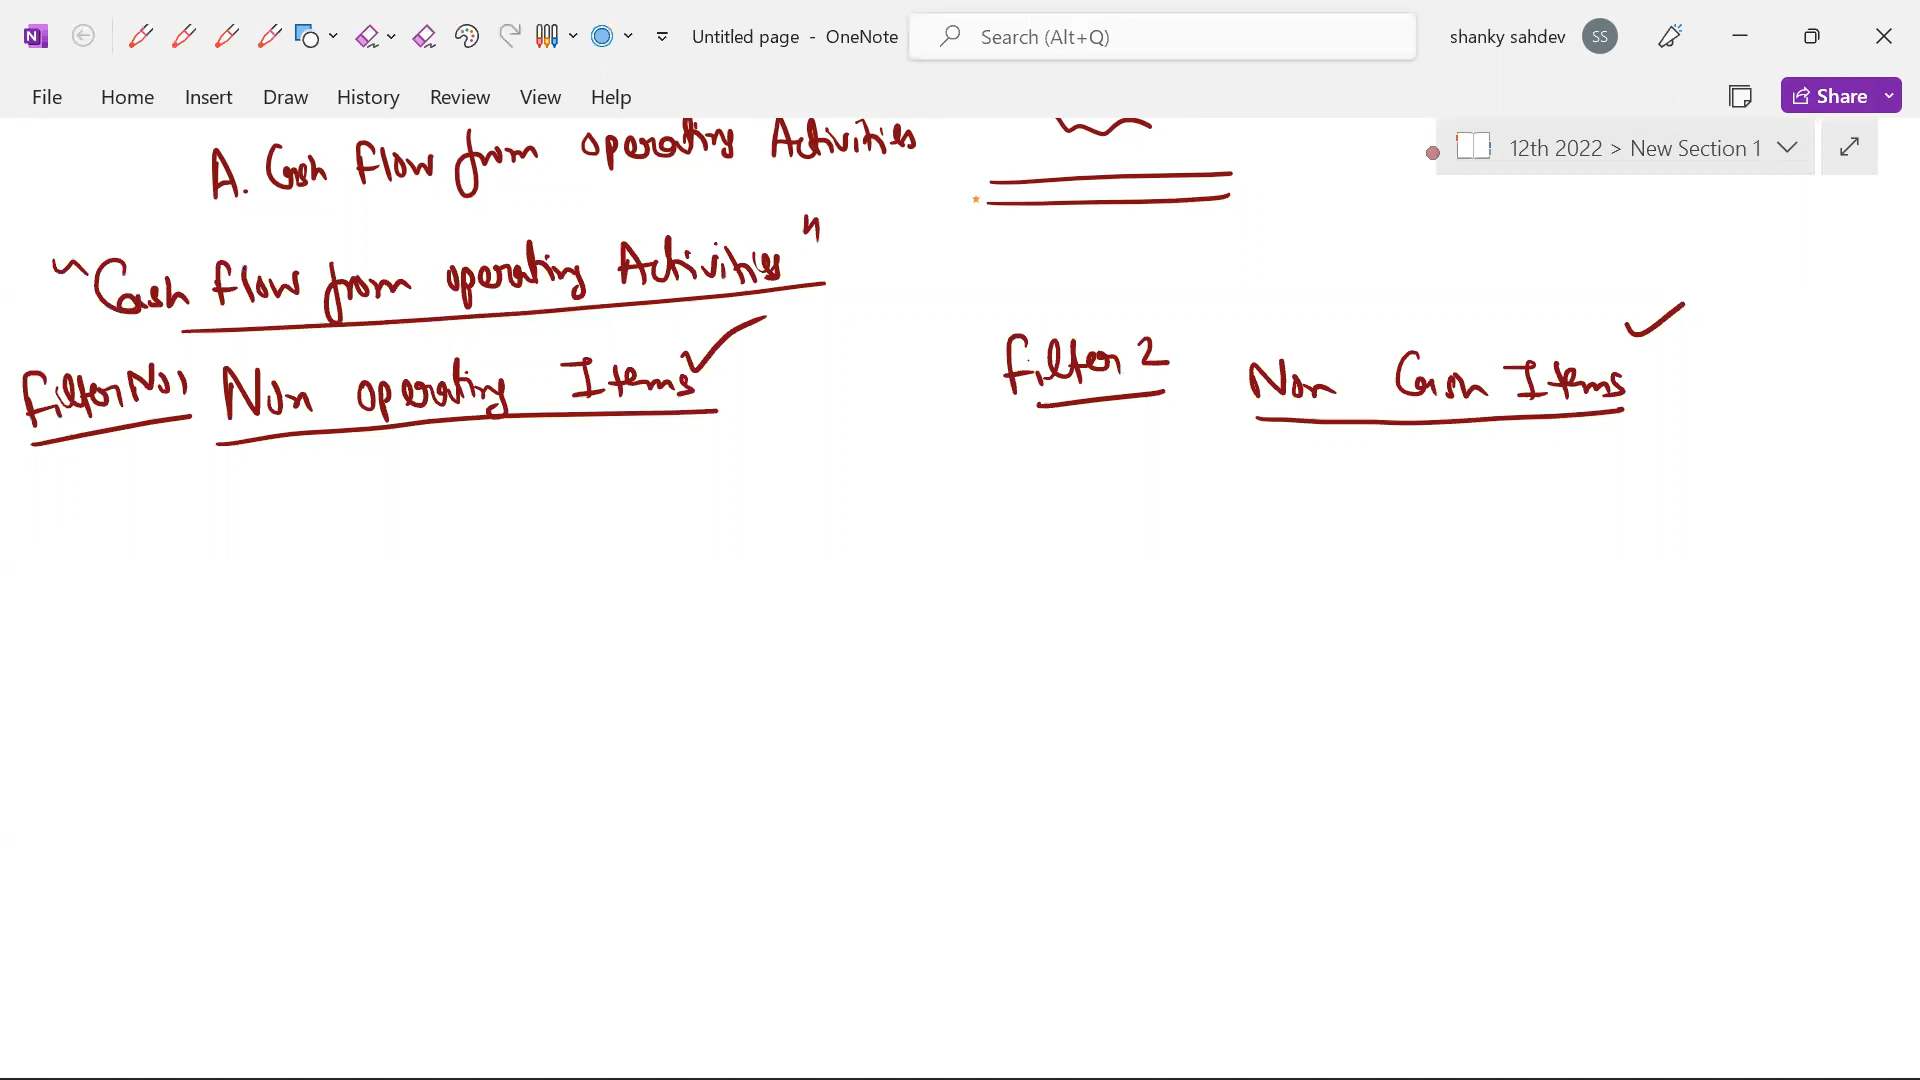 Untitled page - OneNote
Search (Alt+Q)
shanky sahdev
SS
File Home Insert Draw History Review View Help
Share
12th 2022 > New Section 1
A. Cash Flow from operating Activities
"Cash flow from operating Activities"
Filter No 1 Non operating Items
Filter 2 Non Cash Items